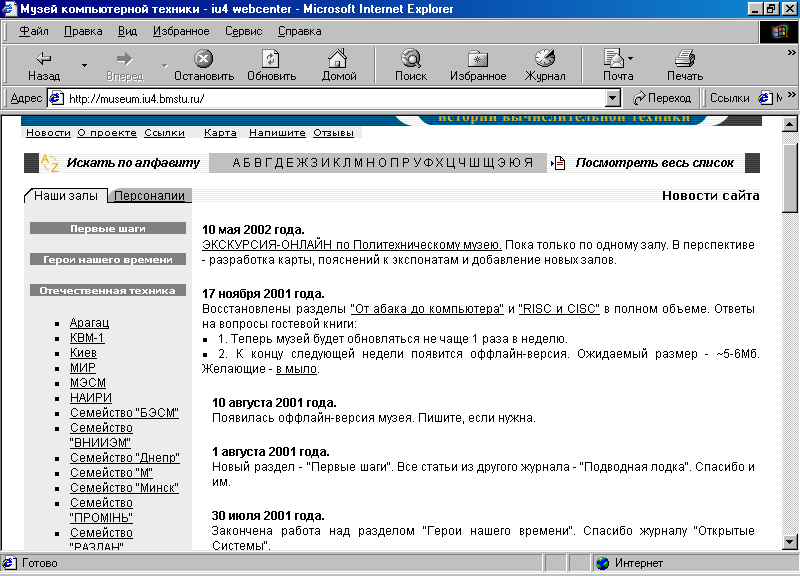 Музей компьютерной техники - iu4 webcenter - Microsoft Internet Explorer
Файл Правка Вид Избранное Сервис Справка
Назад Вперед Остановить Обновить Домой Поиск Избранное Журнал Почта Печать
Адрес http://museum.iu4.bmstu.ru/ Переход Ссылки
истории вычислительной техники
Новости О проекте Ссылки Карта Напишите Отзывы
Искать по алфавиту А Б В Г Д Е Ж З И К Л М Н О П Р У Ф Х Ц Ч Ш Щ Э Ю Я Посмотреть весь список
Наши залы Персоналии
Новости сайта
Первые шаги
Герои нашего времени
Отечественная техника
Арагац
КВМ-1
Киев
МИР
МЭСМ
НАИРИ
Семейство "БЭСМ"
Семейство
"ВНИИЭМ"
Семейство "Днепр"
Семейство "М"
Семейство "Минск"
Семейство
"ПРОМІНЬ"
Семейство
"РАЗДАН"
10 мая 2002 года.
ЭКСКУРСИЯ-ОНЛАЙН по Политехническому музею. Пока только по одному залу. В перспективе
- разработка карты, пояснений к экспонатам и добавление новых залов.
17 ноября 2001 года.
Восстановлены разделы "От абака до компьютера" и "RISC и CISC" в полном объеме. Ответы
на вопросы гостевой книги:
▪ 1. Теперь музей будет обновляться не чаще 1 раза в неделю.
▪ 2. К концу следующей недели появится оффлайн-версия. Ожидаемый размер - ~5-6Мб.
Желающие - в мыло.
10 августа 2001 года.
Появилась оффлайн-версия музея. Пишите, если нужна.
1 августа 2001 года.
Новый раздел - "Первые шаги". Все статьи из другого журнала - "Подводная лодка". Спасибо и
им.
30 июля 2001 года.
Закончена работа над разделом "Герои нашего времени". Спасибо журналу "Открытые
Системы".
Готово
Интернет